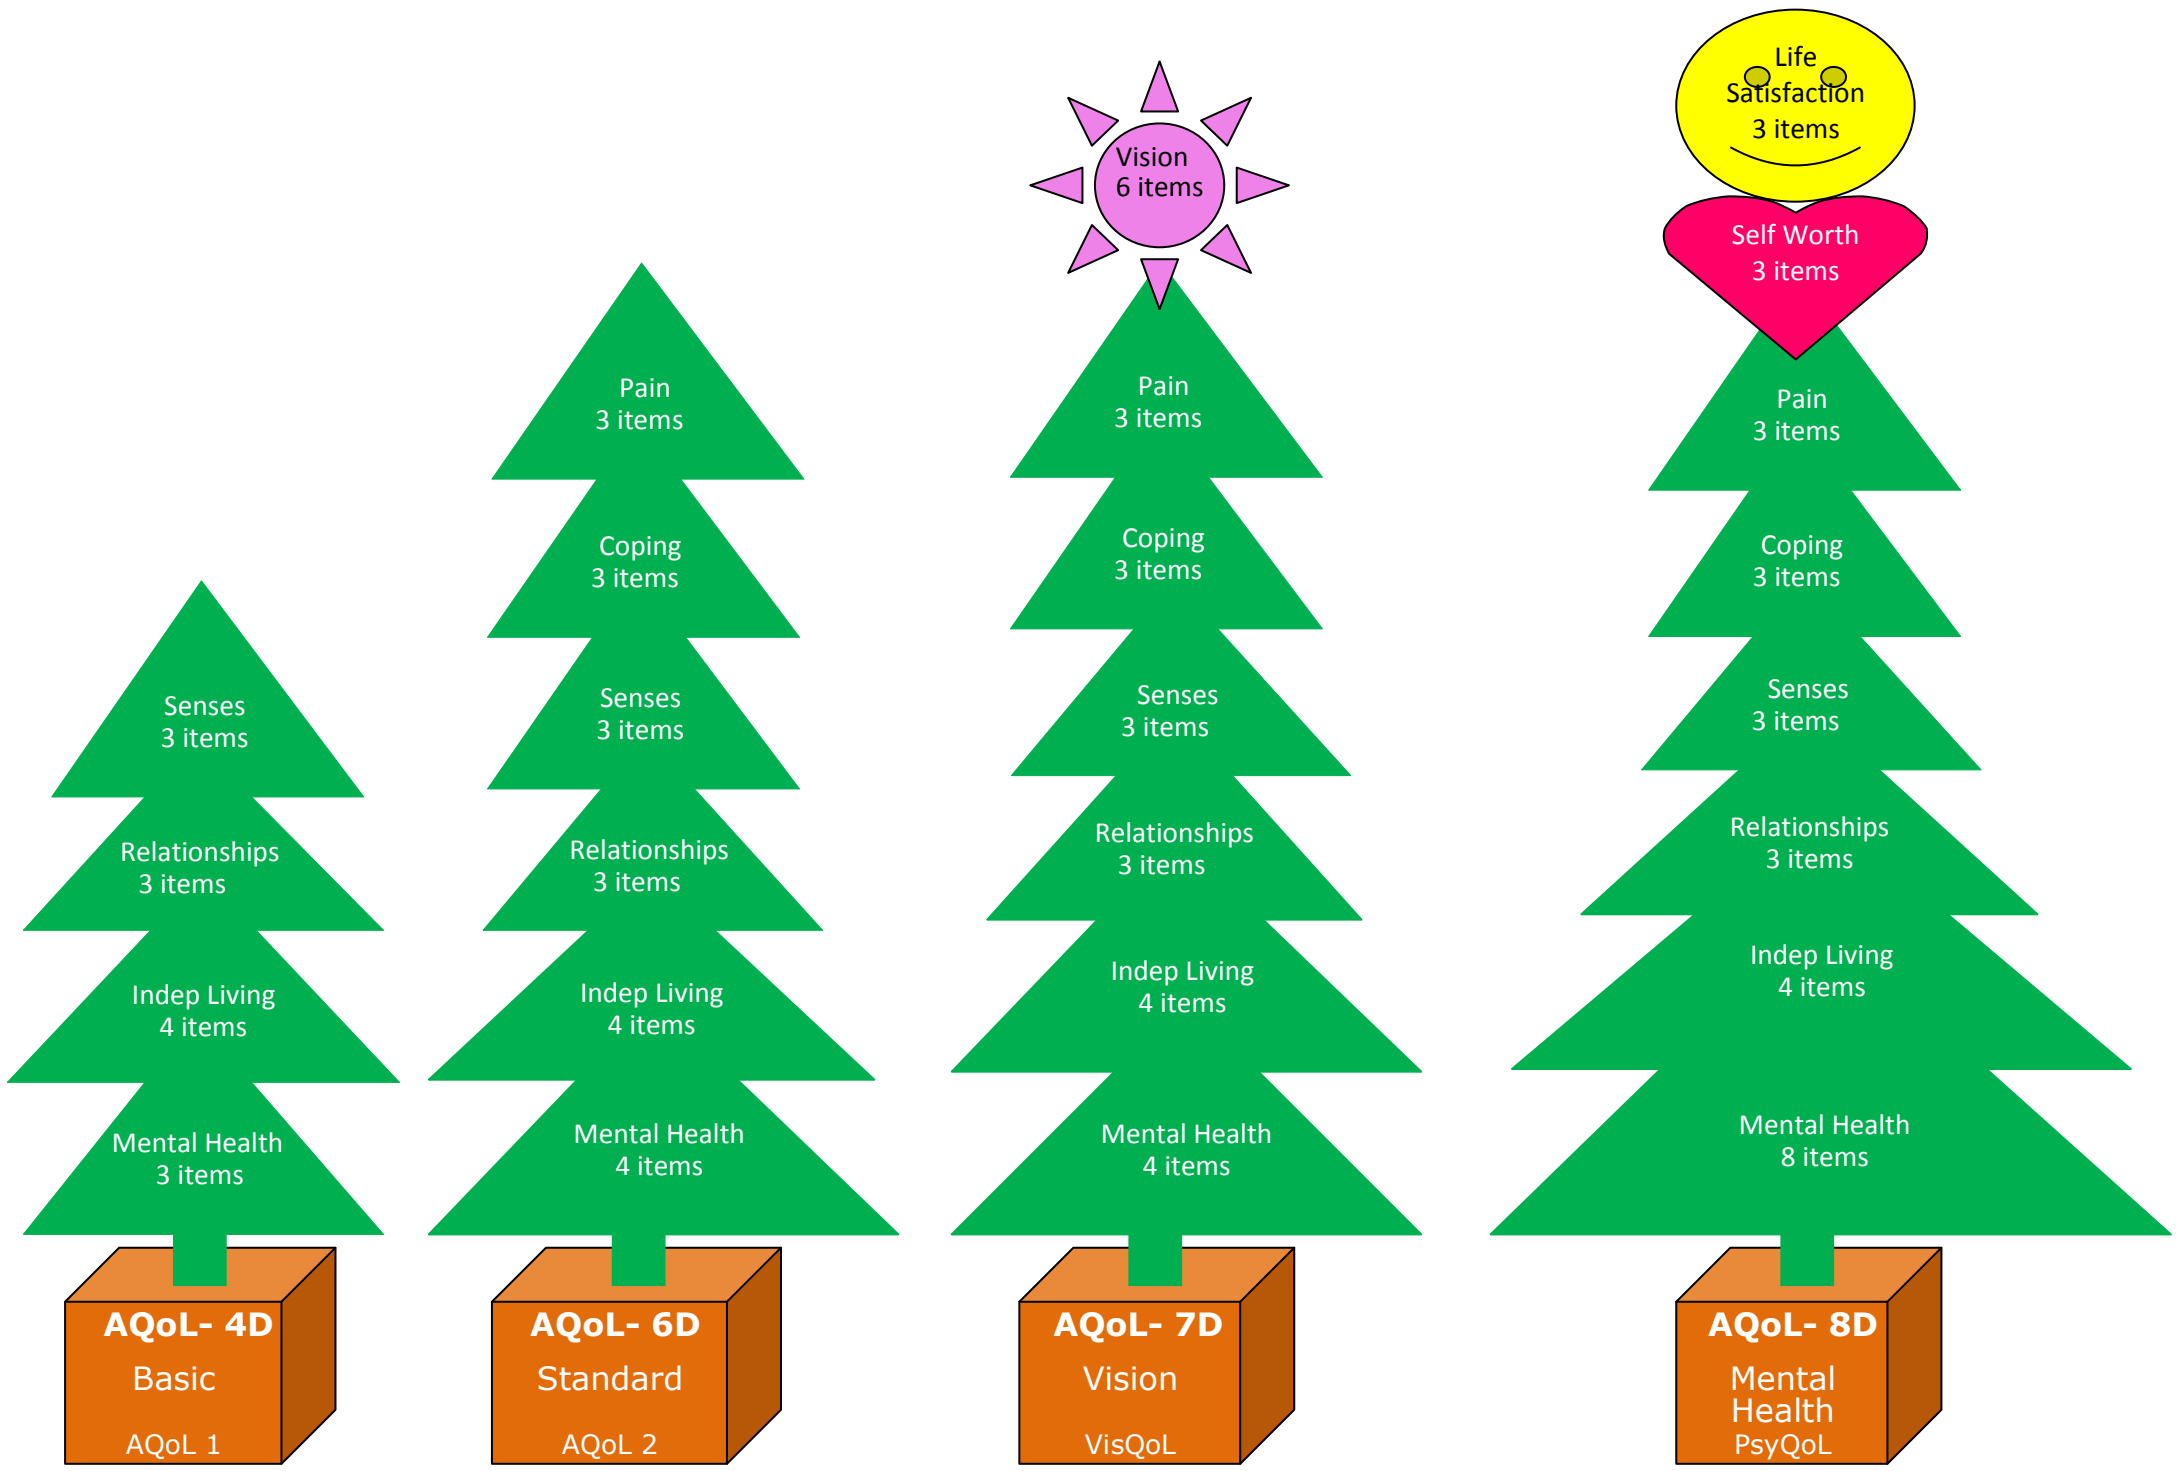 Senses
3 items
Relationships
3 items
Indep Living
4 items
Mental Health
3 items
AQoL- 4D
Basic
AQoL 1
Pain
3 items
Coping
3 items
Senses
3 items
Relationships
3 items
Indep Living
4 items
Mental Health
4 items
AQoL- 6D
Standard
AQoL 2
Vision
6 items
Pain
3 items
Coping
3 items
Senses
3 items
Relationships
3 items
Indep Living
4 items
Mental Health
4 items
AQoL- 7D
Vision
VisQoL
Life
Satisfaction
3 items
Self Worth
3 items
Pain
3 items
Coping
3 items
Senses
3 items
Relationships
3 items
Indep Living
4 items
Mental Health
8 items
AQoL- 8D
Mental
Health
PsyQoL